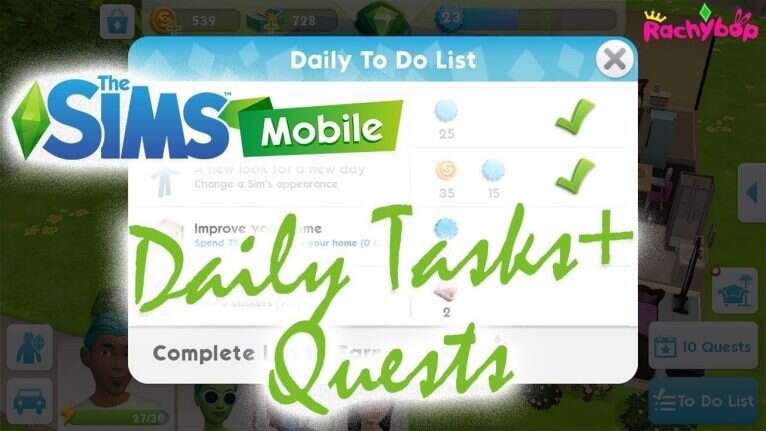 539
728
23
Rachybop
Daily To Do List
The
SiMS
Mobile
25
A new look for a new day
Change a Sim's appearance
35
15
Improve your home
Spend
your home (0
Daily Tasks+
2
Complete
Quests
10 Quests
27/30
To Do List